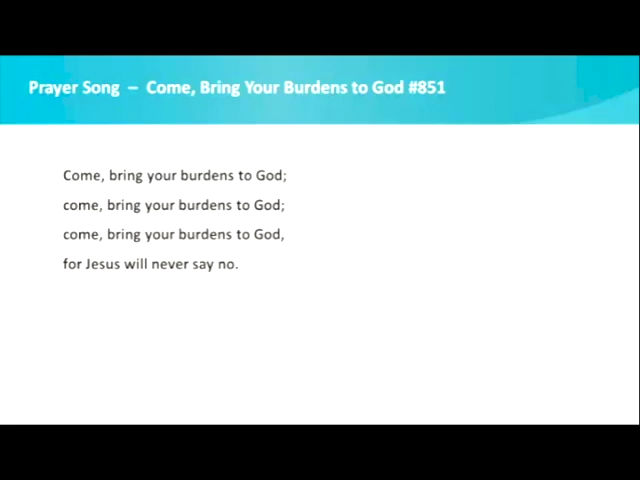 Prayer Song – Come, Bring Your Burdens to God #851
Come, bring your burdens to God;
come, bring your burdens to God;
come, bring your burdens to God,
for Jesus will never say no.